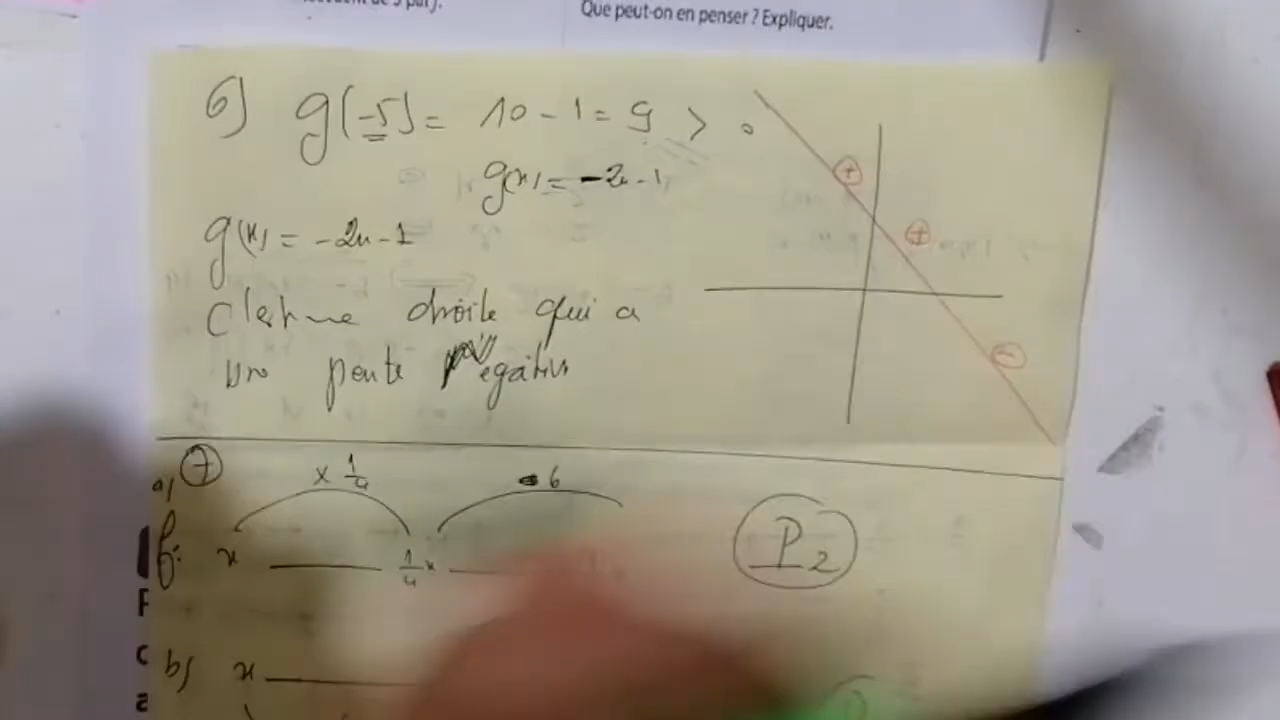 Que peut-on en penser ? Expliquer.
6) g(-5) = 10 - 1 = 9 > 0
g(x) = -2x - 1
g(x) = -2x - 1
C'est une droite qui a
une pente négative
+
+
-
7
a)
x 1/4
- 6
f: x 1/4 x
P2
b) x